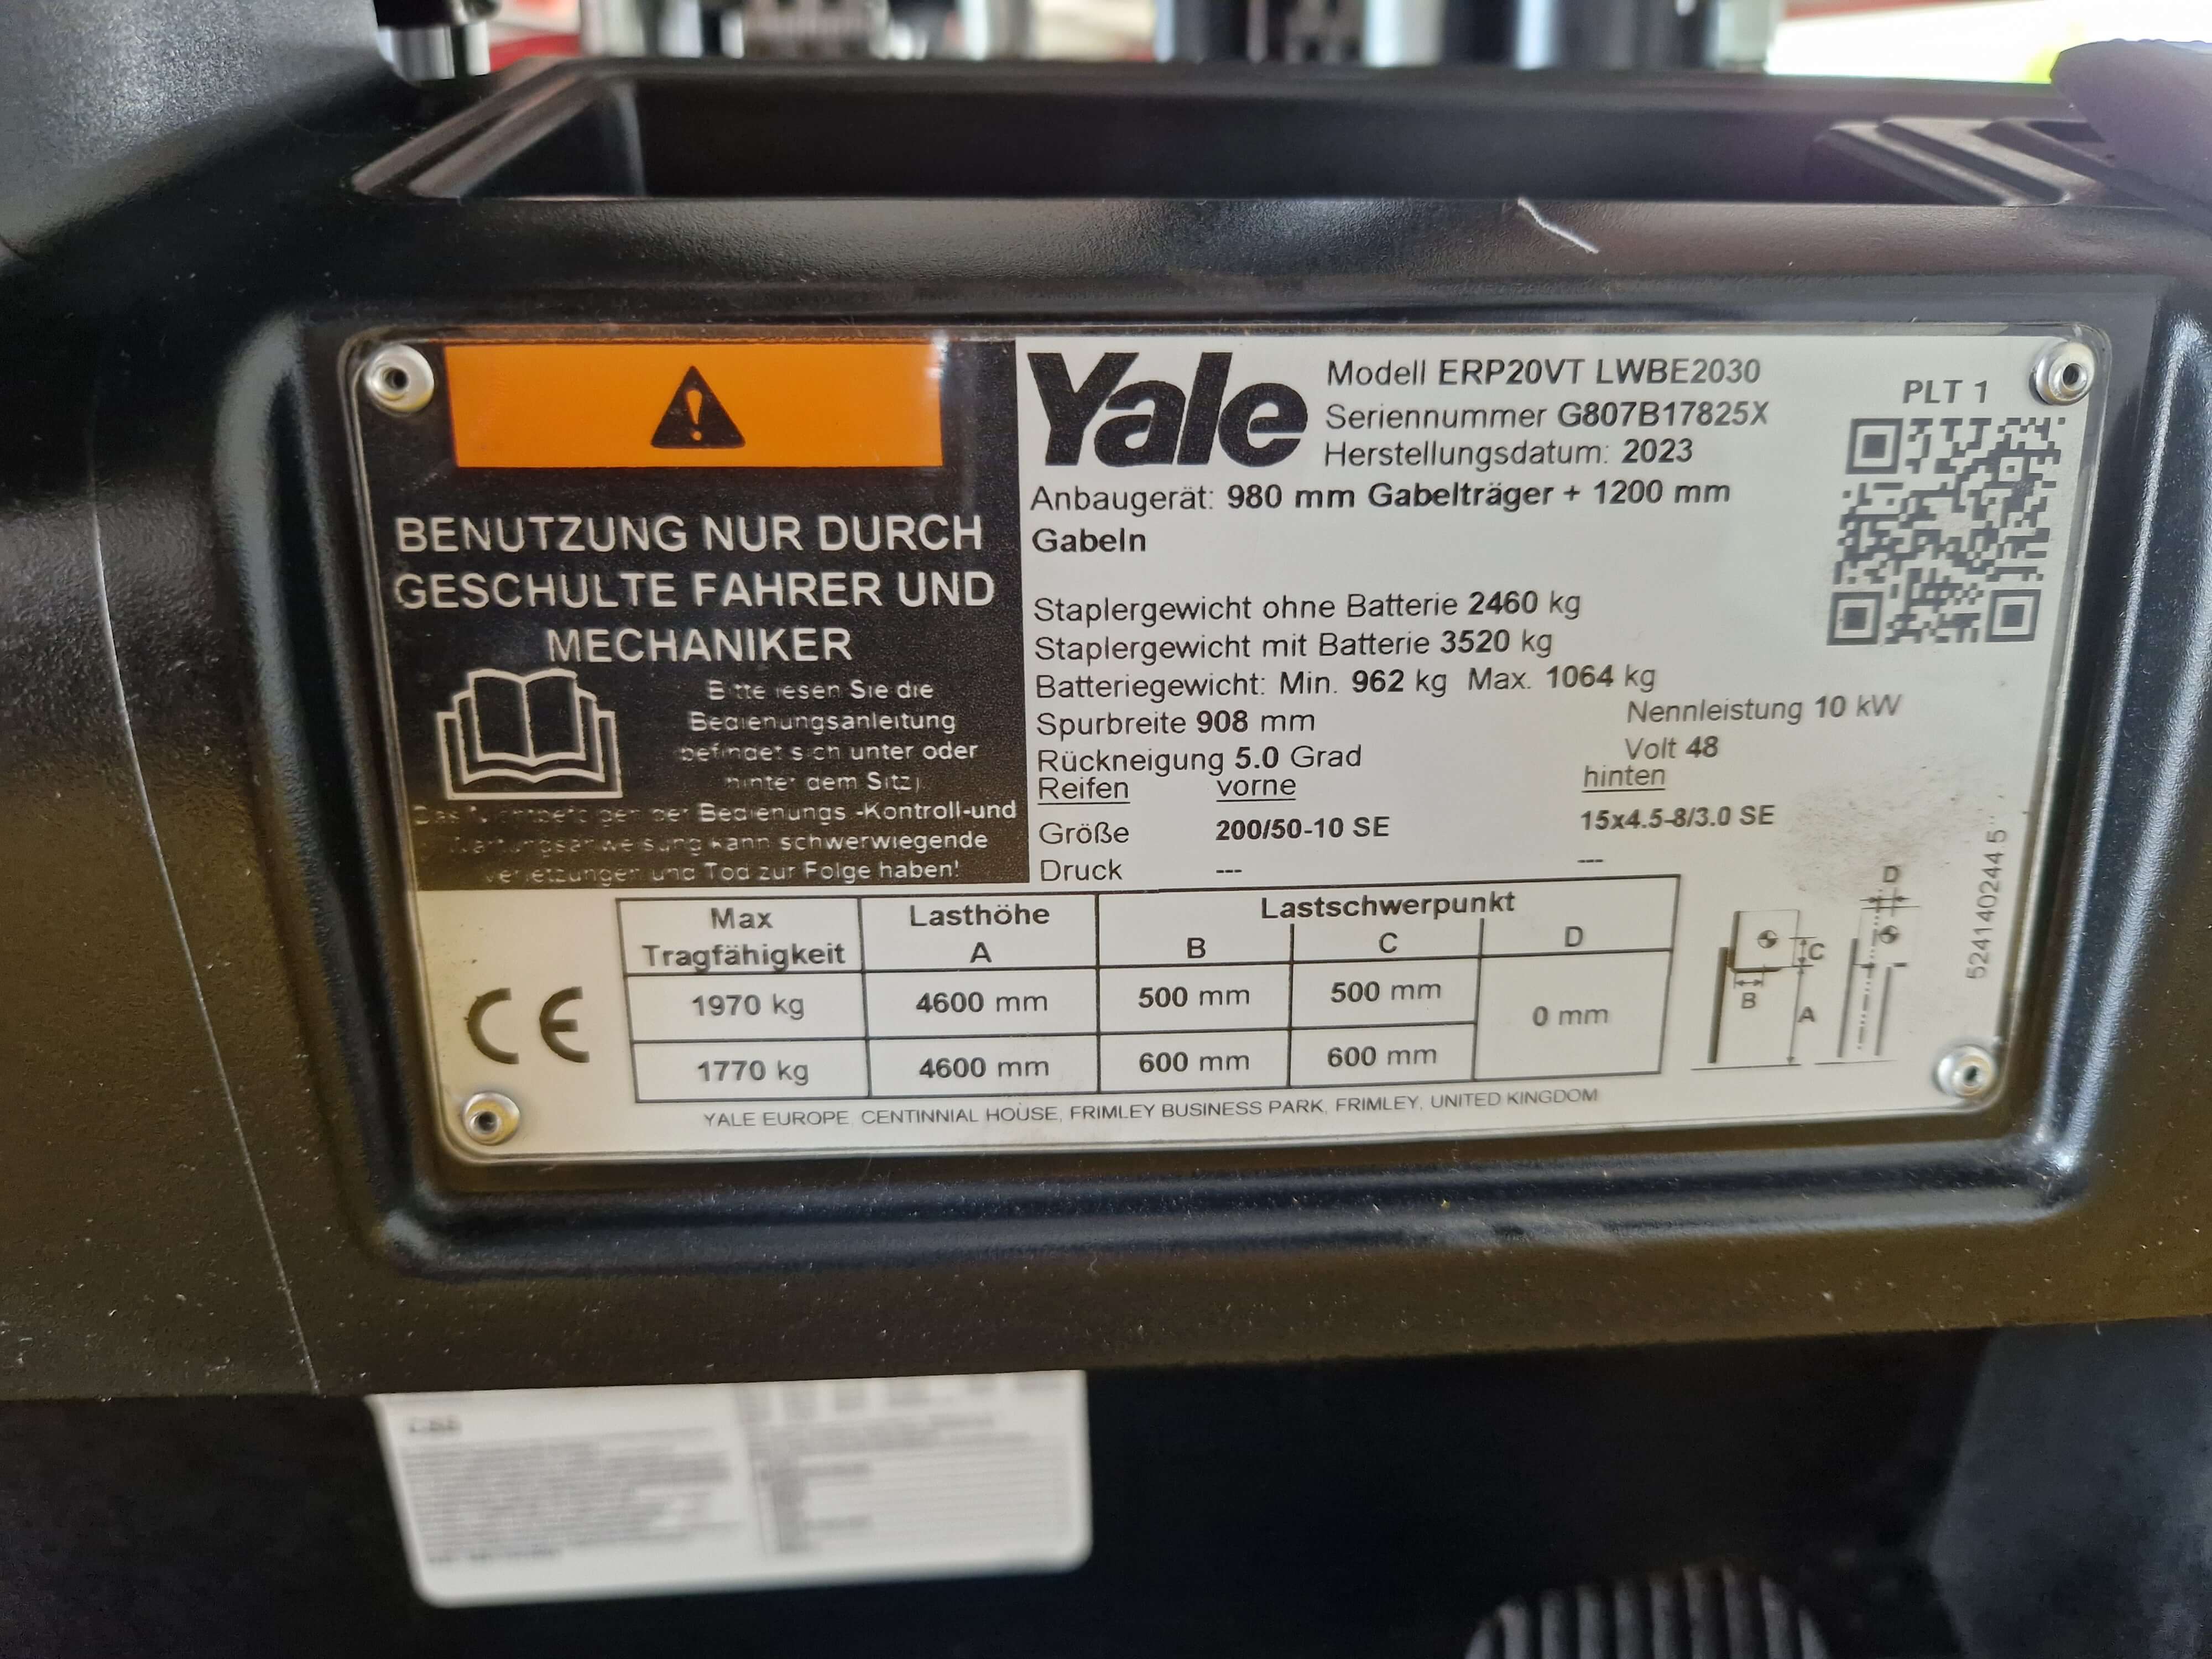 BENUTZUNG NUR DURCH
GESCHULTE FAHRER UND
MECHANIKER
Bitte lesen Sie die
Bedienungsanleitung
befindet sich unter oder
hinter dem Sitz)
Bedienungs -Kontroll-und
kann schwerwiegende
Verletzungen und Tod zur Folge haben!
Yale
Modell ERP20VT LWBE2030
Seriennummer G807B17825X
Herstellungsdatum: 2023
PLT 1
Anbaugerät: 980 mm Gabelträger + 1200 mm
Gabeln
Staplergewicht ohne Batterie 2460 kg
Staplergewicht mit Batterie 3520 kg
Batteriegewicht: Min. 962 kg Max. 1064 kg
Spurbreite 908 mm Nennleistung 10 kW
Rückneigung 5.0 Grad Volt 48
Reifen vorne hinten
Größe 200/50-10 SE 15x4.5-8/3.0 SE
Druck --- ---
Max Tragfähigkeit Lasthöhe A Lastschwerpunkt
B C D
1970 kg 4600 mm 500 mm 500 mm 0 mm
1770 kg 4600 mm 600 mm 600 mm
CE
D
C
B
A
524140244 5
YALE EUROPE CENTINNIAL HOUSE, FRIMLEY BUSINESS PARK, FRIMLEY, UNITED KINGDOM